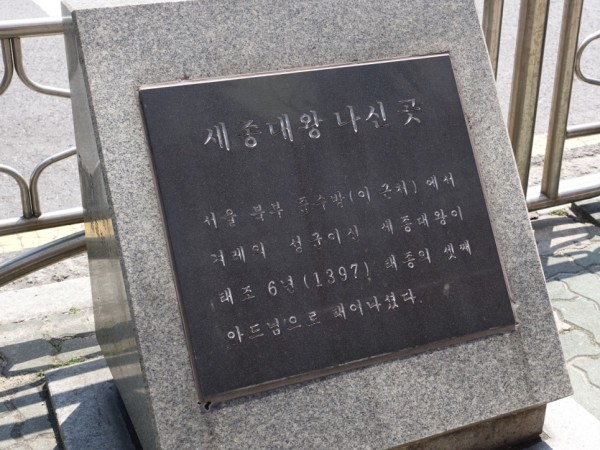 세종대왕 나신 곳
서울 북부 준수방(이 근처)에서
겨레의 성군이신 세종대왕이
태조 6년(1397) 태종의 셋째
아드님으로 태어나셨다.